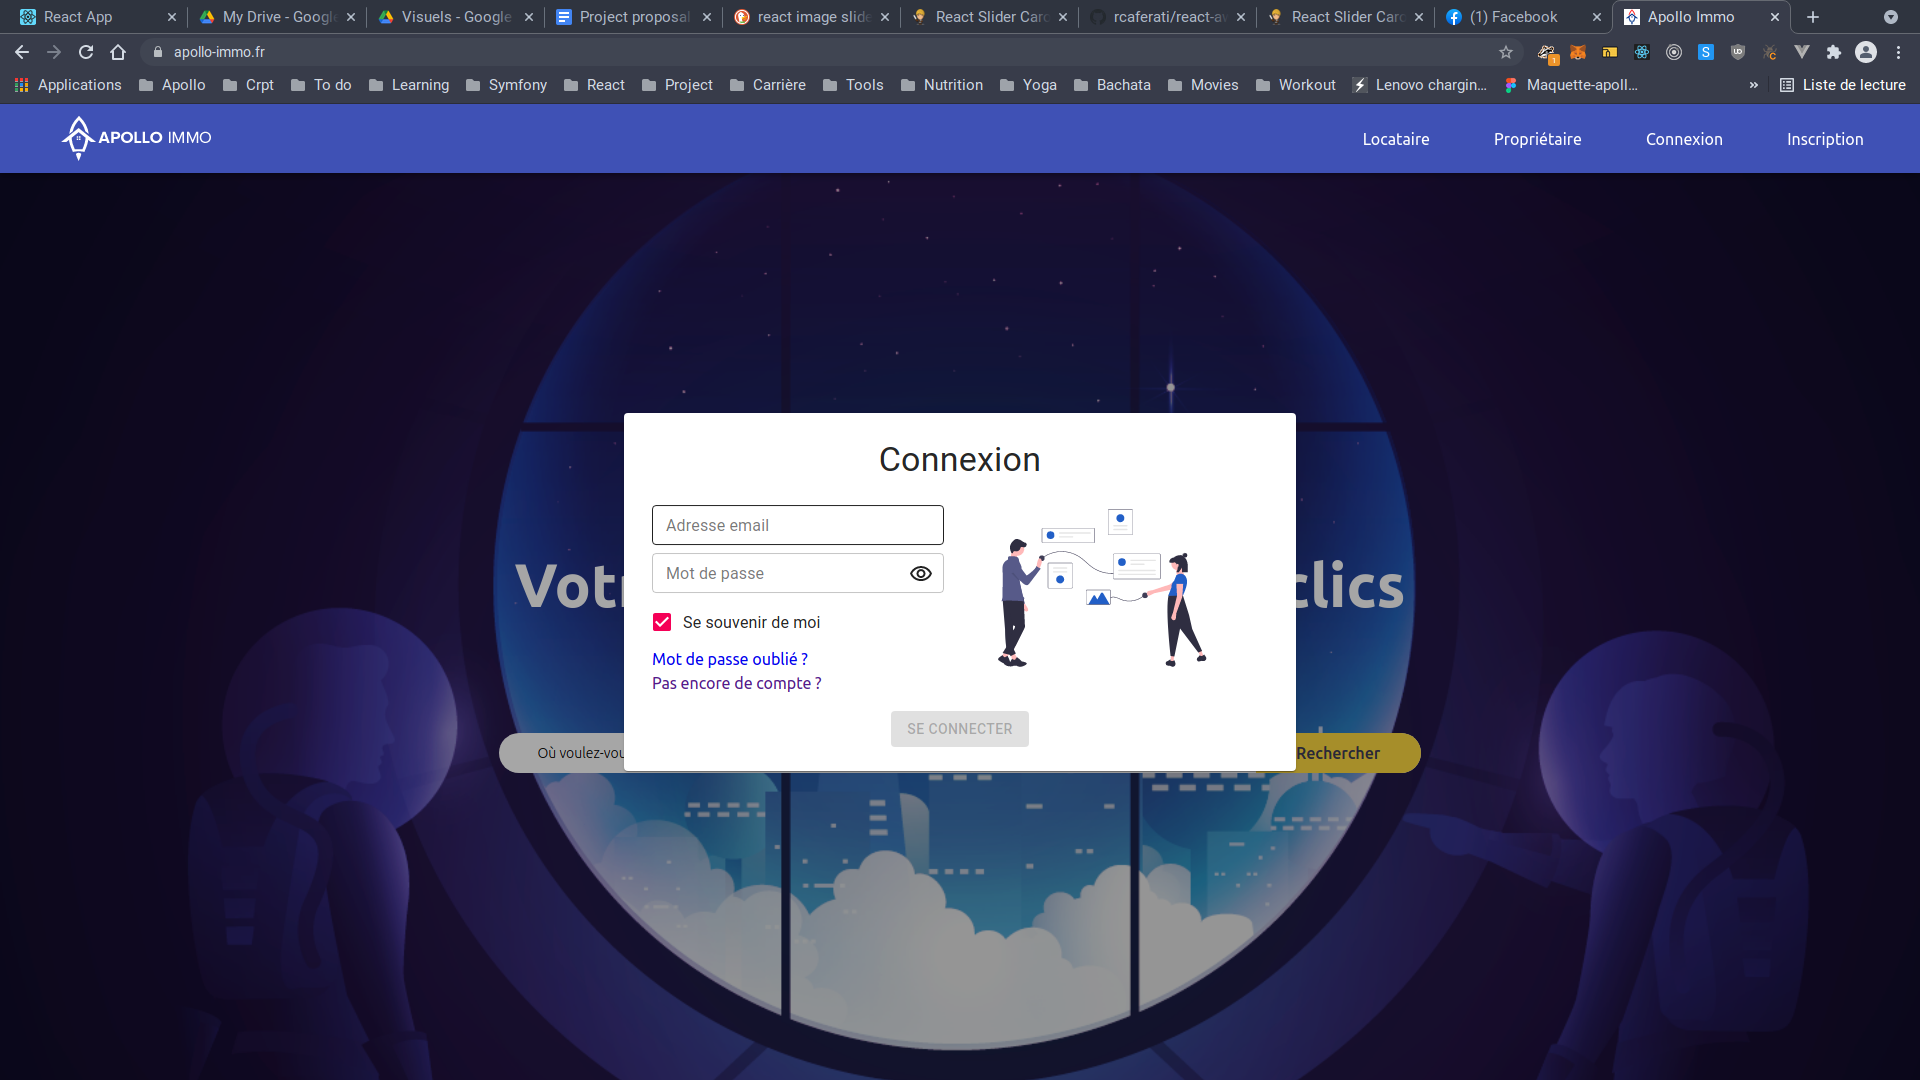 React App
My Drive - Googl
Visuels - Google
Project proposal
react image slide
React Slider Car
rcaferati/react-aw
React Slider Car
(1) Facebook
Apollo Immo
apollo-immo.fr
1
Applications
Apollo
Crpt
To do
Learning
Symfony
React
Project
Carrière
Tools
Nutrition
Yoga
Bachata
Movies
Workout
Lenovo chargin...
Maquette-apoll...
»
Liste de lecture
APOLLO IMMO
Locataire
Propriétaire
Connexion
Inscription
Connexion
Adresse email
Mot de passe
Se souvenir de moi
Mot de passe oublié ?
Pas encore de compte ?
SE CONNECTER
Votr
clics
Où voulez-vou
Rechercher